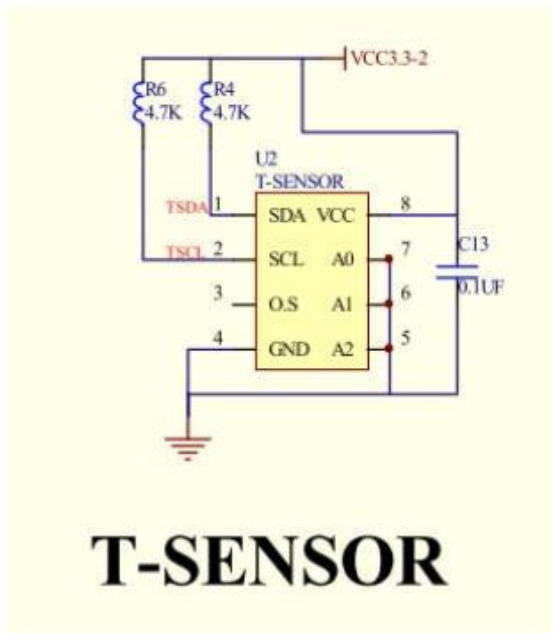 VCC3.3-2
R6
4.7K
R4
4.7K
U2
T-SENSOR
TSDA 1 SDA VCC 8
TSCL 2 SCL A0 7
C13
0.1UF
3 O.S A1 6
4 GND A2 5
T-SENSOR